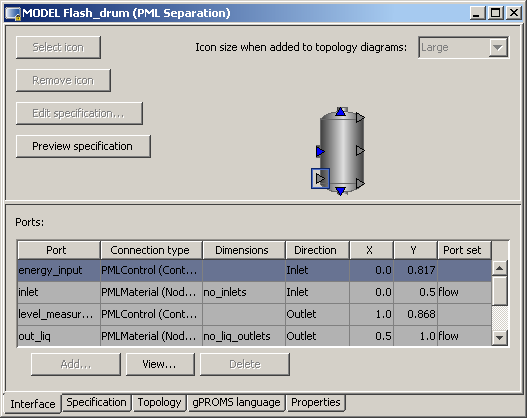 MODEL Flash_drum (PML Separation)
Select icon
Icon size when added to topology diagrams: Large
Remove icon
Edit specification...
Preview specification
Ports:
Port Connection type Dimensions Direction X Y Port set
energy_input PMLControl (Cont... Inlet 0.0 0.817
inlet PMLMaterial (Nod... no_inlets Inlet 0.0 0.5 flow
level_measur... PMLControl (Cont... Outlet 1.0 0.868
out_liq PMLMaterial (Nod... no_liq_outlets Outlet 0.5 1.0 flow
Add... View... Delete
Interface Specification Topology gPROMS language Properties